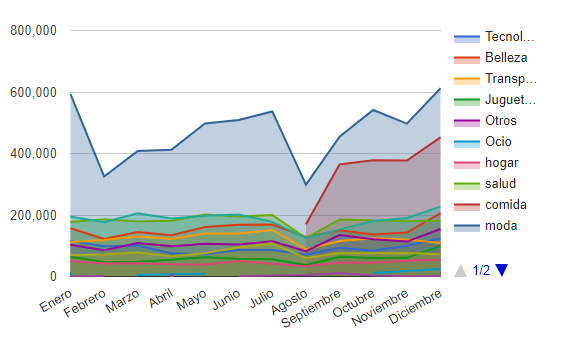 800,000
600,000
400,000
200,000
0
Enero
Febrero
Marzo
Abril
Mayo
Junio
Julio
Agosto
Septiembre
Octubre
Noviembre
Diciembre
Tecnol...
Belleza
Transp...
Juguet...
Otros
Ocio
hogar
salud
comida
moda
1/2